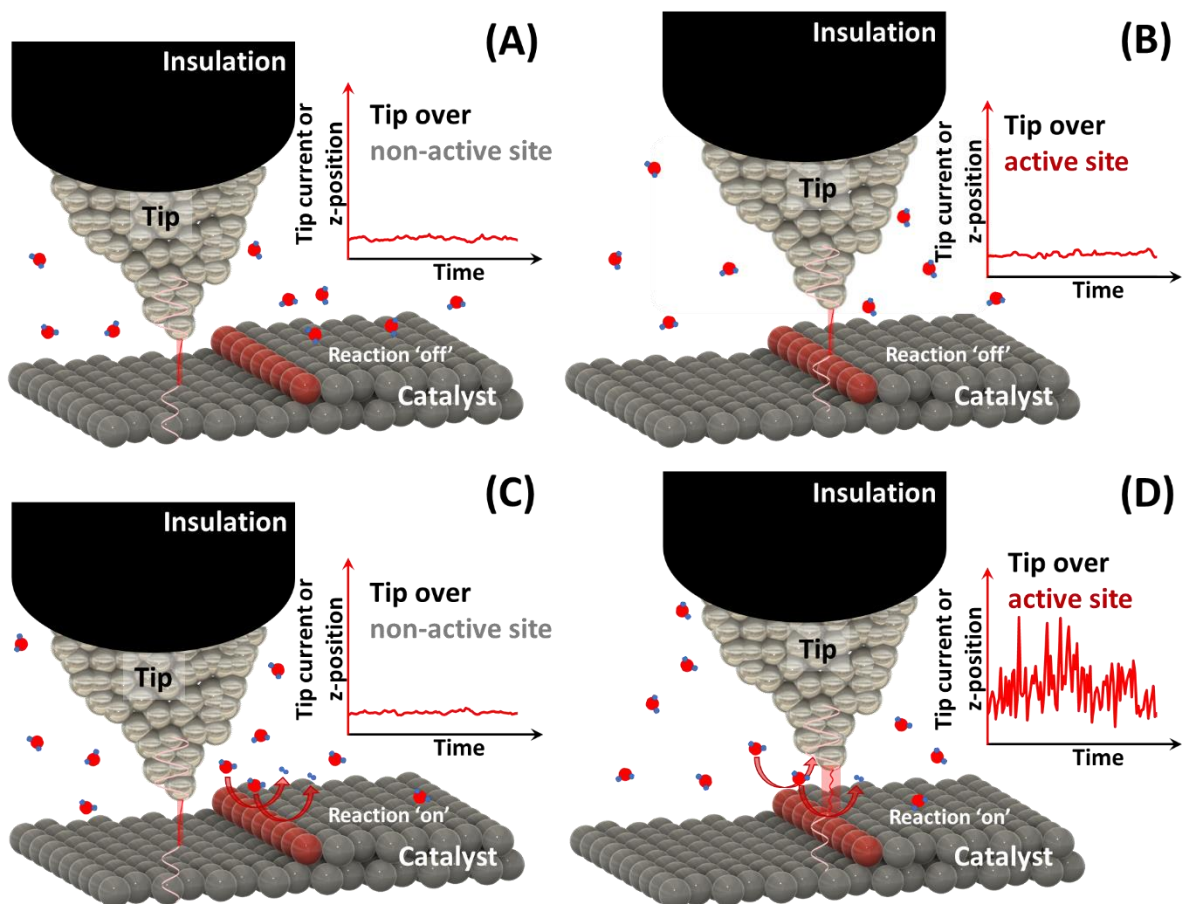 (A)
Insulation
Tip
Tip current or
z-position
Tip over
non-active site
Time
Reaction ‘off’
Catalyst
(B)
Insulation
Tip
Tip current or
z-position
Tip over
active site
Time
Reaction ‘off’
Catalyst
(C)
Insulation
Tip
Tip current or
z-position
Tip over
non-active site
Time
Reaction ‘on’
Catalyst
(D)
Insulation
Tip
Tip current or
z-position
Tip over
active site
Time
Reaction ‘on’
Catalyst